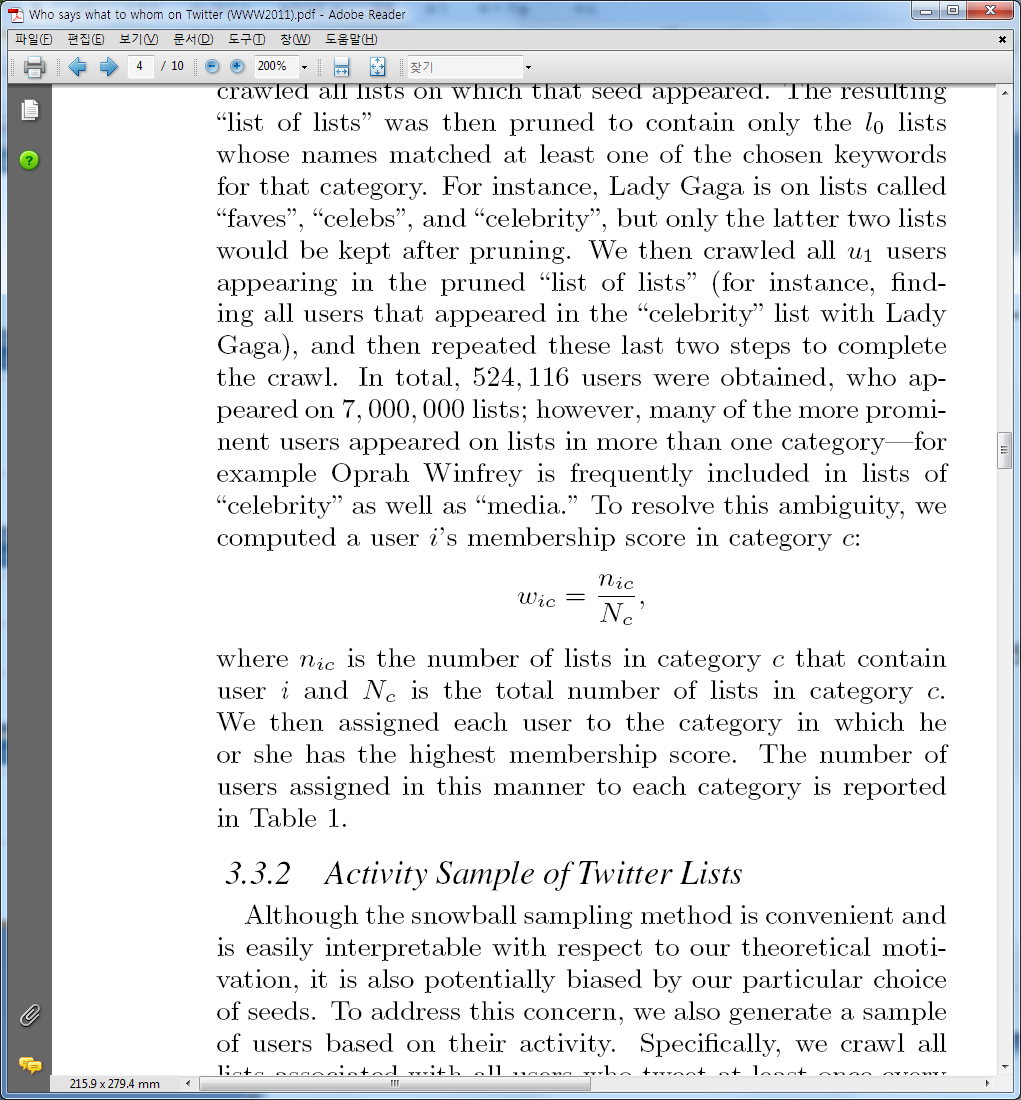 Who says what to whom on Twitter (WWW2011).pdf - Adobe Reader
파일(F) 편집(E) 보기(V) 문서(D) 도구(T) 창(W) 도움말(H)
4 / 10 200% 찾기
crawled all lists on which that seed appeared. The resulting
“list of lists” was then pruned to contain only the l0 lists
whose names matched at least one of the chosen keywords
for that category. For instance, Lady Gaga is on lists called
“faves”, “celebs”, and “celebrity”, but only the latter two lists
would be kept after pruning. We then crawled all u1 users
appearing in the pruned “list of lists” (for instance, find-
ing all users that appeared in the “celebrity” list with Lady
Gaga), and then repeated these last two steps to complete
the crawl. In total, 524, 116 users were obtained, who ap-
peared on 7, 000, 000 lists; however, many of the more promi-
nent users appeared on lists in more than one category—for
example Oprah Winfrey is frequently included in lists of
“celebrity” as well as “media.” To resolve this ambiguity, we
computed a user i’s membership score in category c:
wic = nic / Nc,
where nic is the number of lists in category c that contain
user i and Nc is the total number of lists in category c.
We then assigned each user to the category in which he
or she has the highest membership score. The number of
users assigned in this manner to each category is reported
in Table 1.
3.3.2 Activity Sample of Twitter Lists
Although the snowball sampling method is convenient and
is easily interpretable with respect to our theoretical moti-
vation, it is also potentially biased by our particular choice
of seeds. To address this concern, we also generate a sample
of users based on their activity. Specifically, we crawl all
lists associated with all users who tweet at least once every
215.9 x 279.4 mm